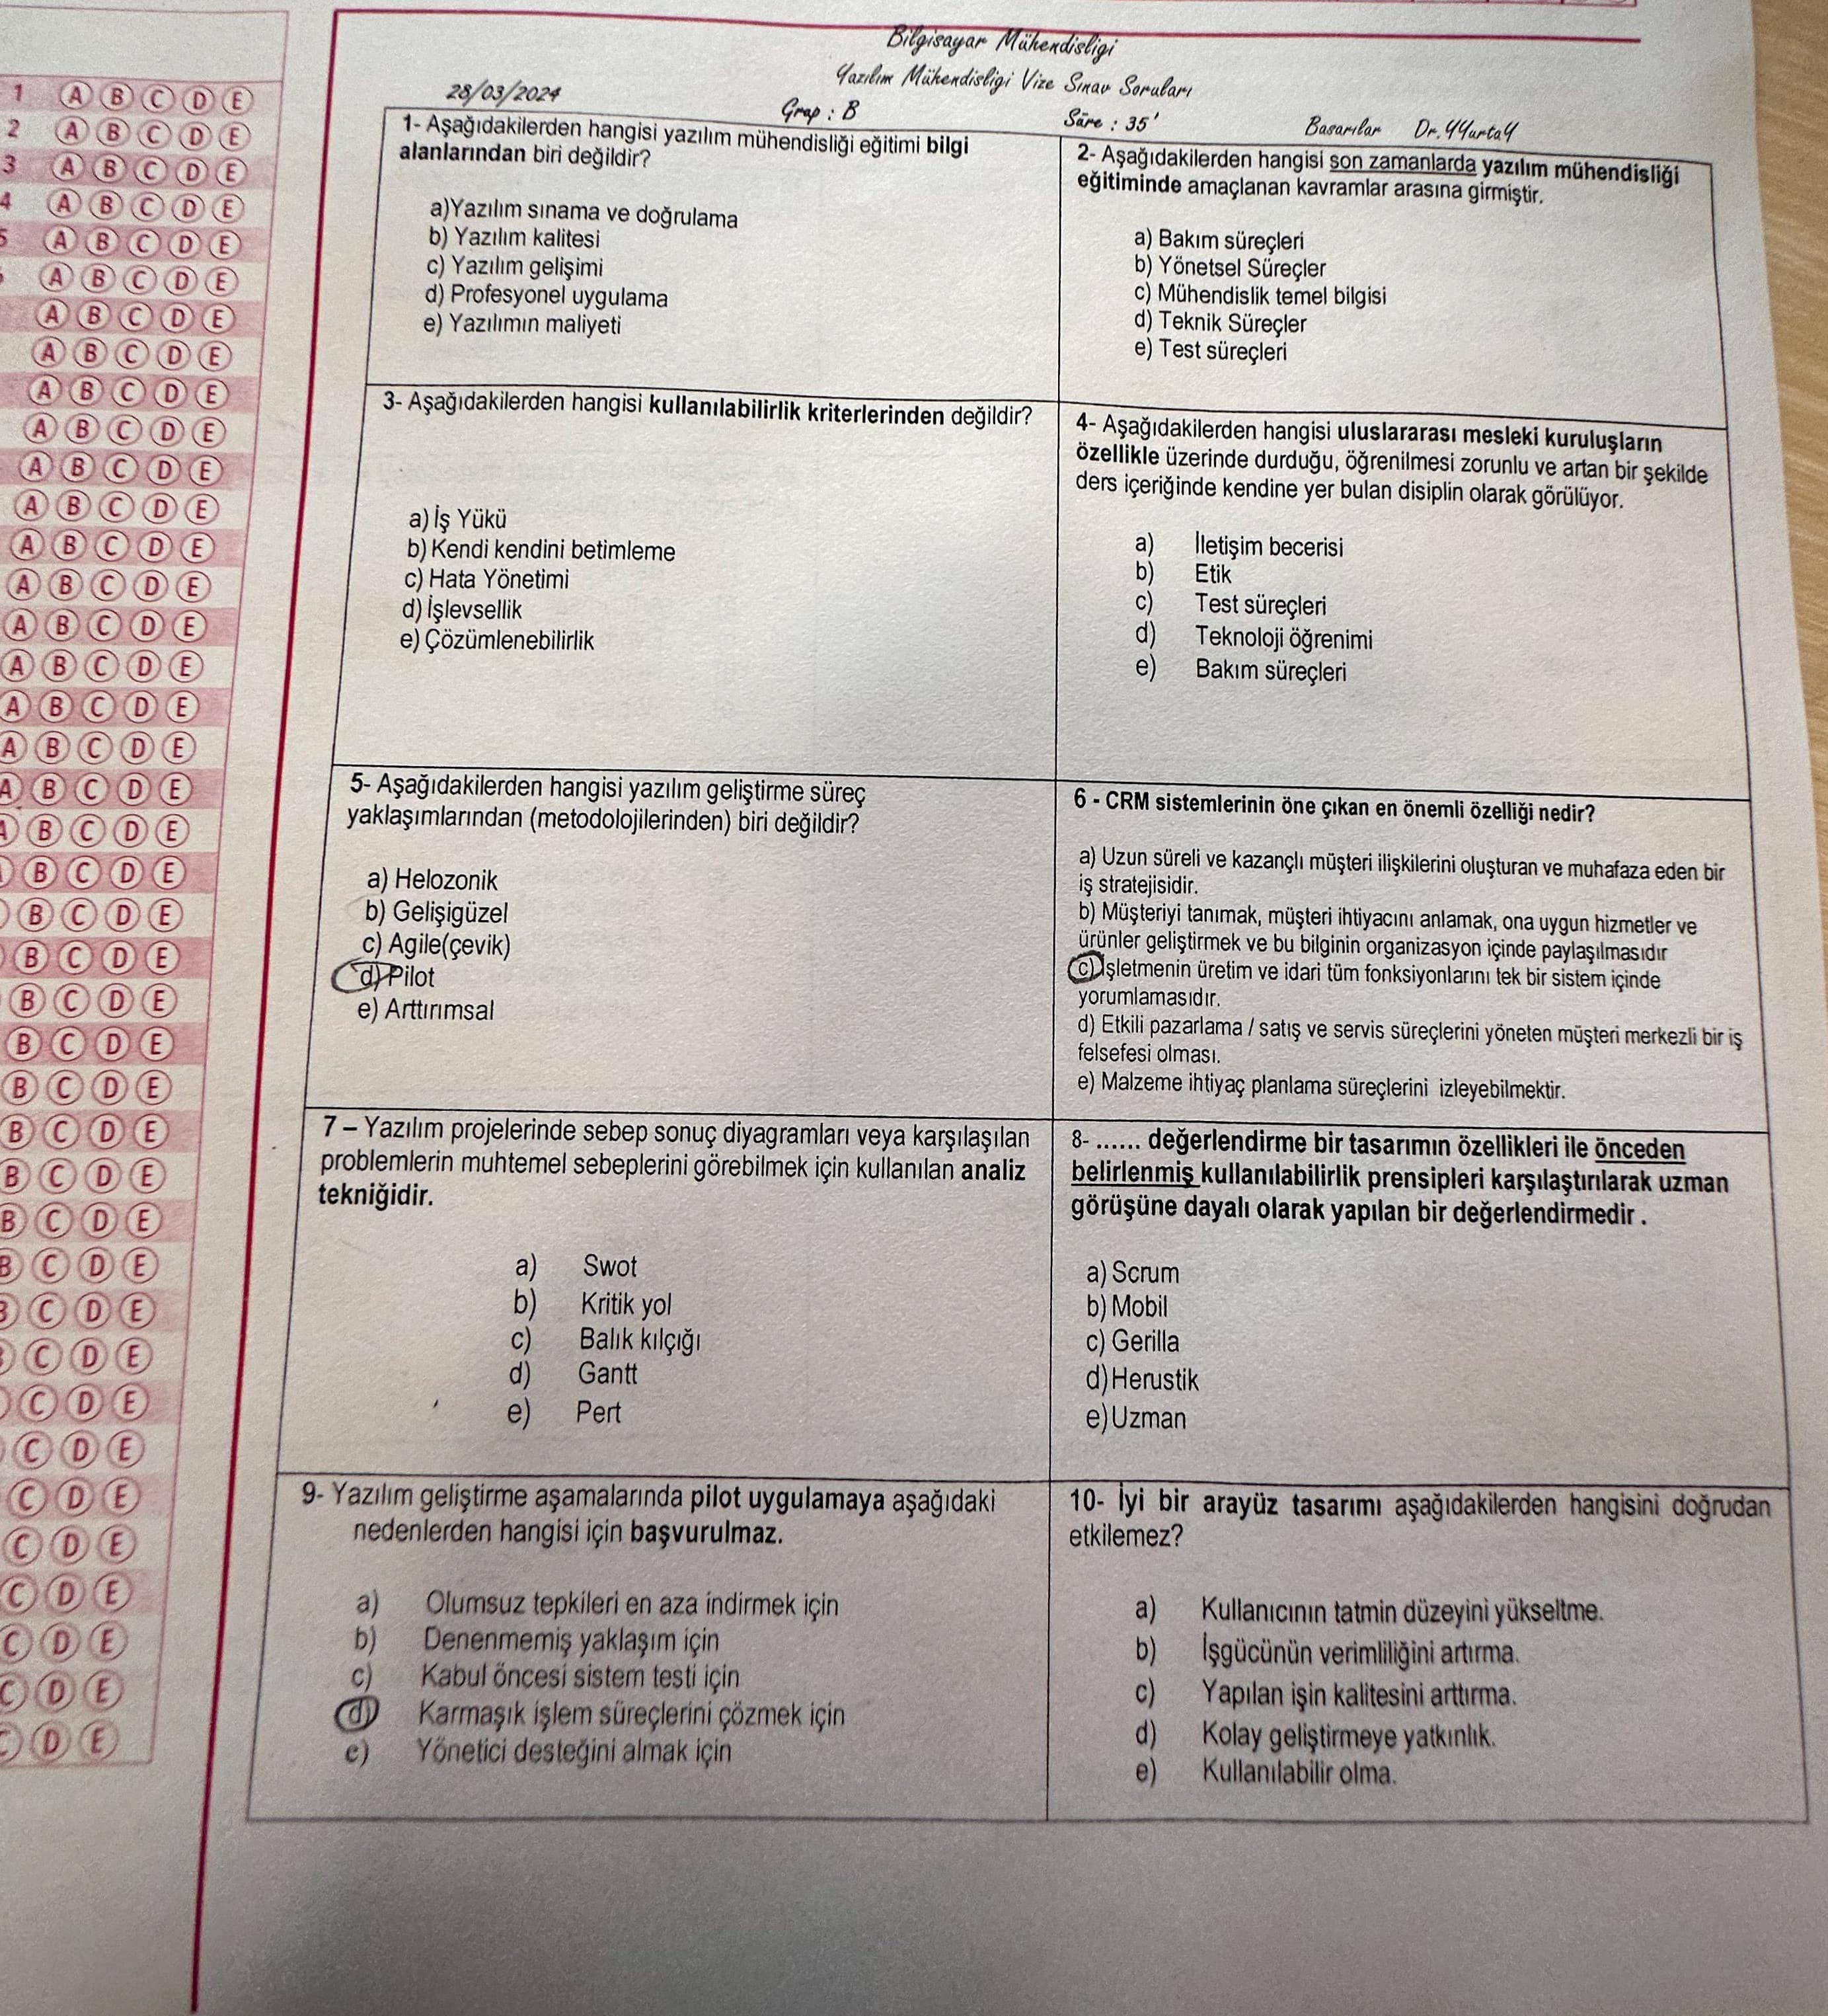 Bilgisayar Mühendisligi
Yazılım Mühendisligi Vize Sınav Soruları
28/03/2024
Grup : B
Süre : 35'
Basarılar Dr.YYurtaY
1- Aşağıdakilerden hangisi yazılım mühendisliği eğitimi bilgi
alanlarından biri değildir?
a)Yazılım sınama ve doğrulama
b) Yazılım kalitesi
c) Yazılım gelişimi
d) Profesyonel uygulama
e) Yazılımın maliyeti
2- Aşağıdakilerden hangisi son zamanlarda yazılım mühendisliği
eğitiminde amaçlanan kavramlar arasına girmiştir.
a) Bakım süreçleri
b) Yönetsel Süreçler
c) Mühendislik temel bilgisi
d) Teknik Süreçler
e) Test süreçleri
3- Aşağıdakilerden hangisi kullanılabilirlik kriterlerinden değildir?
a) İş Yükü
b) Kendi kendini betimleme
c) Hata Yönetimi
d) İşlevsellik
e) Çözümlenebilirlik
4- Aşağıdakilerden hangisi uluslararası mesleki kuruluşların
özellikle üzerinde durduğu, öğrenilmesi zorunlu ve artan bir şekilde
ders içeriğinde kendine yer bulan disiplin olarak görülüyor.
a) İletişim becerisi
b) Etik
c) Test süreçleri
d) Teknoloji öğrenimi
e) Bakım süreçleri
5- Aşağıdakilerden hangisi yazılım geliştirme süreç
yaklaşımlarından (metodolojilerinden) biri değildir?
a) Helozonik
b) Gelişigüzel
c) Agile(çevik)
d) Pilot
e) Arttırımsal
6 - CRM sistemlerinin öne çıkan en önemli özelliği nedir?
a) Uzun süreli ve kazançlı müşteri ilişkilerini oluşturan ve muhafaza eden bir
iş stratejisidir.
b) Müşteriyi tanımak, müşteri ihtiyacını anlamak, ona uygun hizmetler ve
ürünler geliştirmek ve bu bilginin organizasyon içinde paylaşılmasıdır
c) İşletmenin üretim ve idari tüm fonksiyonlarını tek bir sistem içinde
yorumlamasıdır.
d) Etkili pazarlama / satış ve servis süreçlerini yöneten müşteri merkezli bir iş
felsefesi olması.
e) Malzeme ihtiyaç planlama süreçlerini izleyebilmektir.
7 – Yazılım projelerinde sebep sonuç diyagramları veya karşılaşılan
problemlerin muhtemel sebeplerini görebilmek için kullanılan analiz
tekniğidir.
a) Swot
b) Kritik yol
c) Balık kılçığı
d) Gantt
e) Pert
8- ...... değerlendirme bir tasarımın özellikleri ile önceden
belirlenmiş kullanılabilirlik prensipleri karşılaştırılarak uzman
görüşüne dayalı olarak yapılan bir değerlendirmedir .
a) Scrum
b) Mobil
c) Gerilla
d) Herustik
e) Uzman
9- Yazılım geliştirme aşamalarında pilot uygulamaya aşağıdaki
nedenlerden hangisi için başvurulmaz.
a) Olumsuz tepkileri en aza indirmek için
b) Denenmemiş yaklaşım için
c) Kabul öncesi sistem testi için
d) Karmaşık işlem süreçlerini çözmek için
e) Yönetici desteğini almak için
10- İyi bir arayüz tasarımı aşağıdakilerden hangisini doğrudan
etkilemez?
a) Kullanıcının tatmin düzeyini yükseltme.
b) İşgücünün verimliliğini artırma.
c) Yapılan işin kalitesini arttırma.
d) Kolay geliştirmeye yatkınlık.
e) Kullanılabilir olma.
1 A B C D E
2 A B C D E
3 A B C D E
4 A B C D E
5 A B C D E
A B C D E
A B C D E
A B C D E
A B C D E
A B C D E
A B C D E
A B C D E
A B C D E
A B C D E
A B C D E
A B C D E
A B C D E
A B C D E
A B C D E
B C D E
B C D E
B C D E
B C D E
B C D E
B C D E
B C D E
B C D E
B C D E
B C D E
B C D E
C D E
C D E
C D E
C D E
C D E
C D E
C D E
C D E
D E
D E